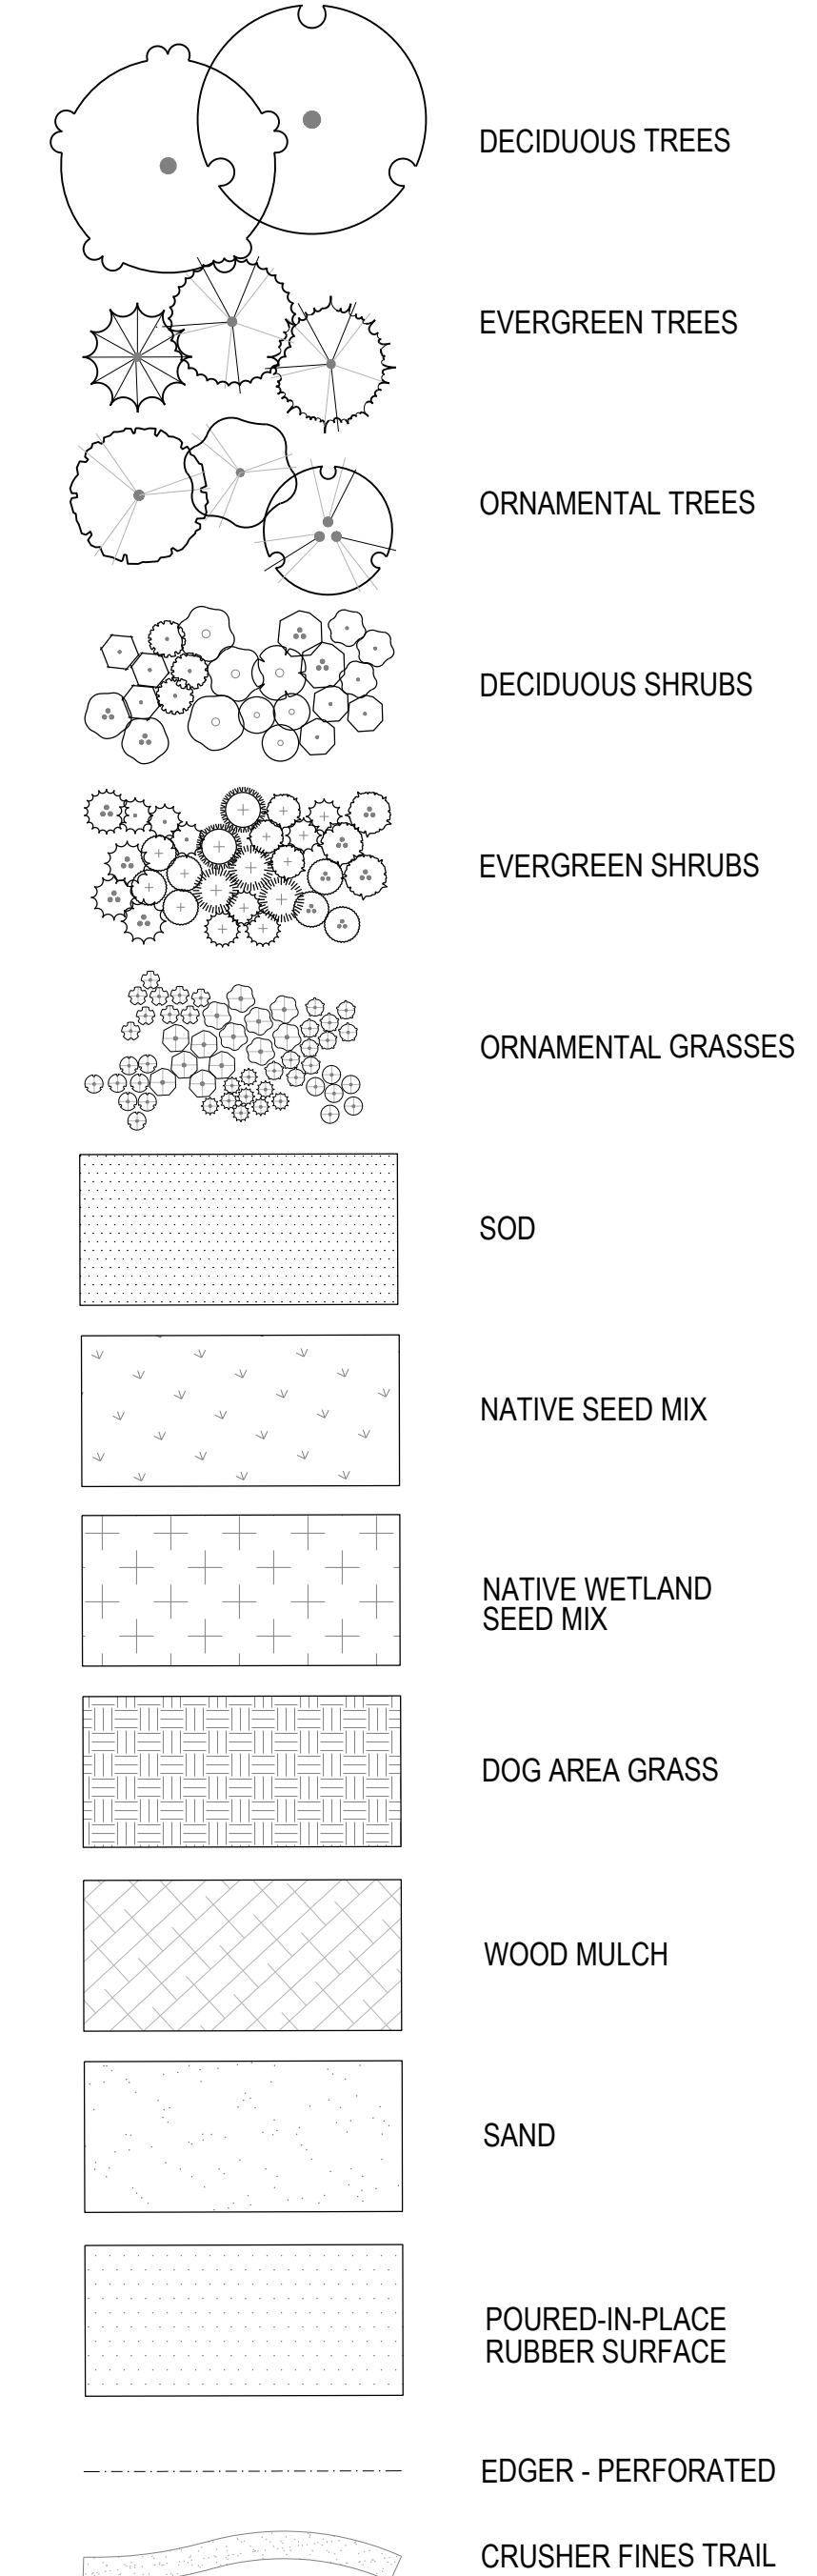 DECIDUOUS TREES
EVERGREEN TREES
ORNAMENTAL TREES
DECIDUOUS SHRUBS
EVERGREEN SHRUBS
ORNAMENTAL GRASSES
SOD
NATIVE SEED MIX
NATIVE WETLAND
SEED MIX
DOG AREA GRASS
WOOD MULCH
SAND
POURED-IN-PLACE
RUBBER SURFACE
EDGER - PERFORATED
CRUSHER FINES TRAIL